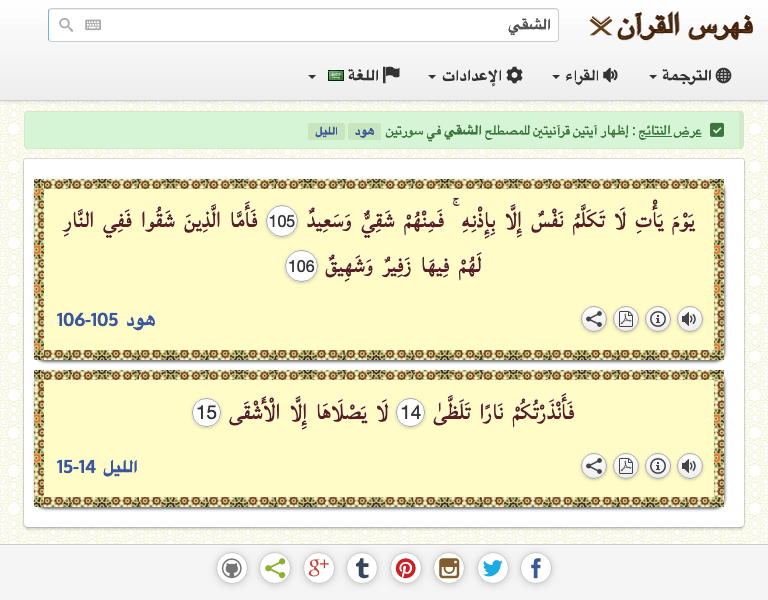 فهرس القرآن
الشقي
الترجمة القراء الإعدادات اللغة
عرض النتائج : إظهار آيتين قرآنيتين للمصطلح الشقي في سورتين هود الليل
يَوْمَ يَأْتِ لَا تَكَلَّمُ نَفْسٌ إِلَّا بِإِذْنِهِ ۚ فَمِنْهُمْ شَقِيٌّ وَسَعِيدٌ 105 فَأَمَّا الَّذِينَ شَقُوا فَفِي النَّارِ
لَهُمْ فِيهَا زَفِيرٌ وَشَهِيقٌ 106
هود 105-106
فَأَنْذَرْتُكُمْ نَارًا تَلَظَّىٰ 14 لَا يَصْلَاهَا إِلَّا الْأَشْقَى 15
الليل 14-15